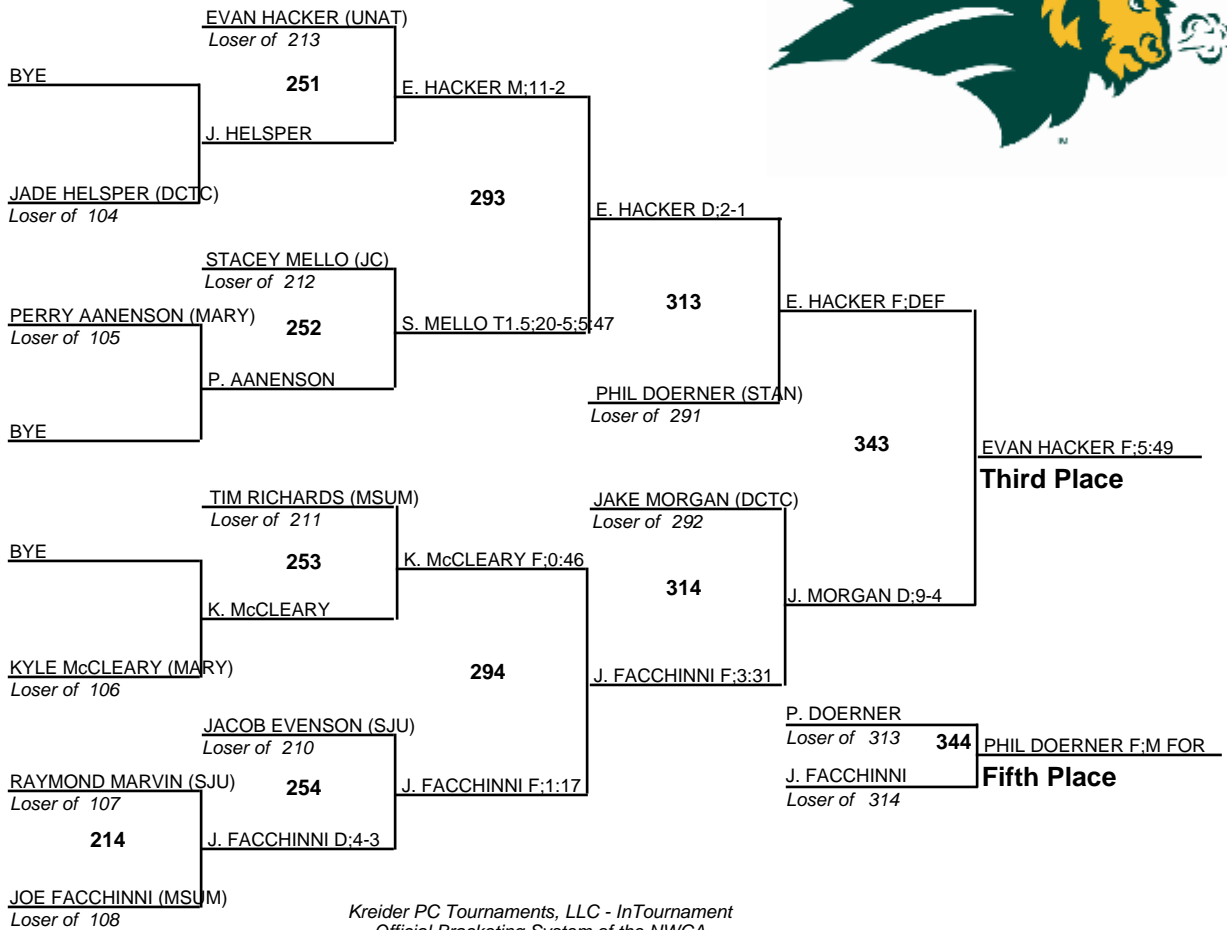 EVAN HACKER (UNAT)
Loser of 213
BYE
251
E. HACKER M;11-2
J. HELSPER
JADE HELSPER (DCTC)
Loser of 104
293
E. HACKER D;2-1
STACEY MELLO (JC)
Loser of 212
PERRY AANENSON (MARY)
Loser of 105
252
S. MELLO T1.5;20-5;5:47
313
E. HACKER F;DEF
P. AANENSON
PHIL DOERNER (STAN)
Loser of 291
BYE
343
EVAN HACKER F;5:49
Third Place
TIM RICHARDS (MSUM)
Loser of 211
JAKE MORGAN (DCTC)
Loser of 292
BYE
253
K. McCLEARY F;0:46
314
J. MORGAN D;9-4
K. McCLEARY
KYLE McCLEARY (MARY)
Loser of 106
294
J. FACCHINNI F;3:31
JACOB EVENSON (SJU)
Loser of 210
P. DOERNER
Loser of 313
344
PHIL DOERNER F;M FOR
Fifth Place
J. FACCHINNI
Loser of 314
RAYMOND MARVIN (SJU)
Loser of 107
254
J. FACCHINNI F;1:17
214
J. FACCHINNI D;4-3
JOE FACCHINNI (MSUM)
Loser of 108
Kreider PC Tournaments, LLC - InTournament
Official Bracketing System of the NWCA